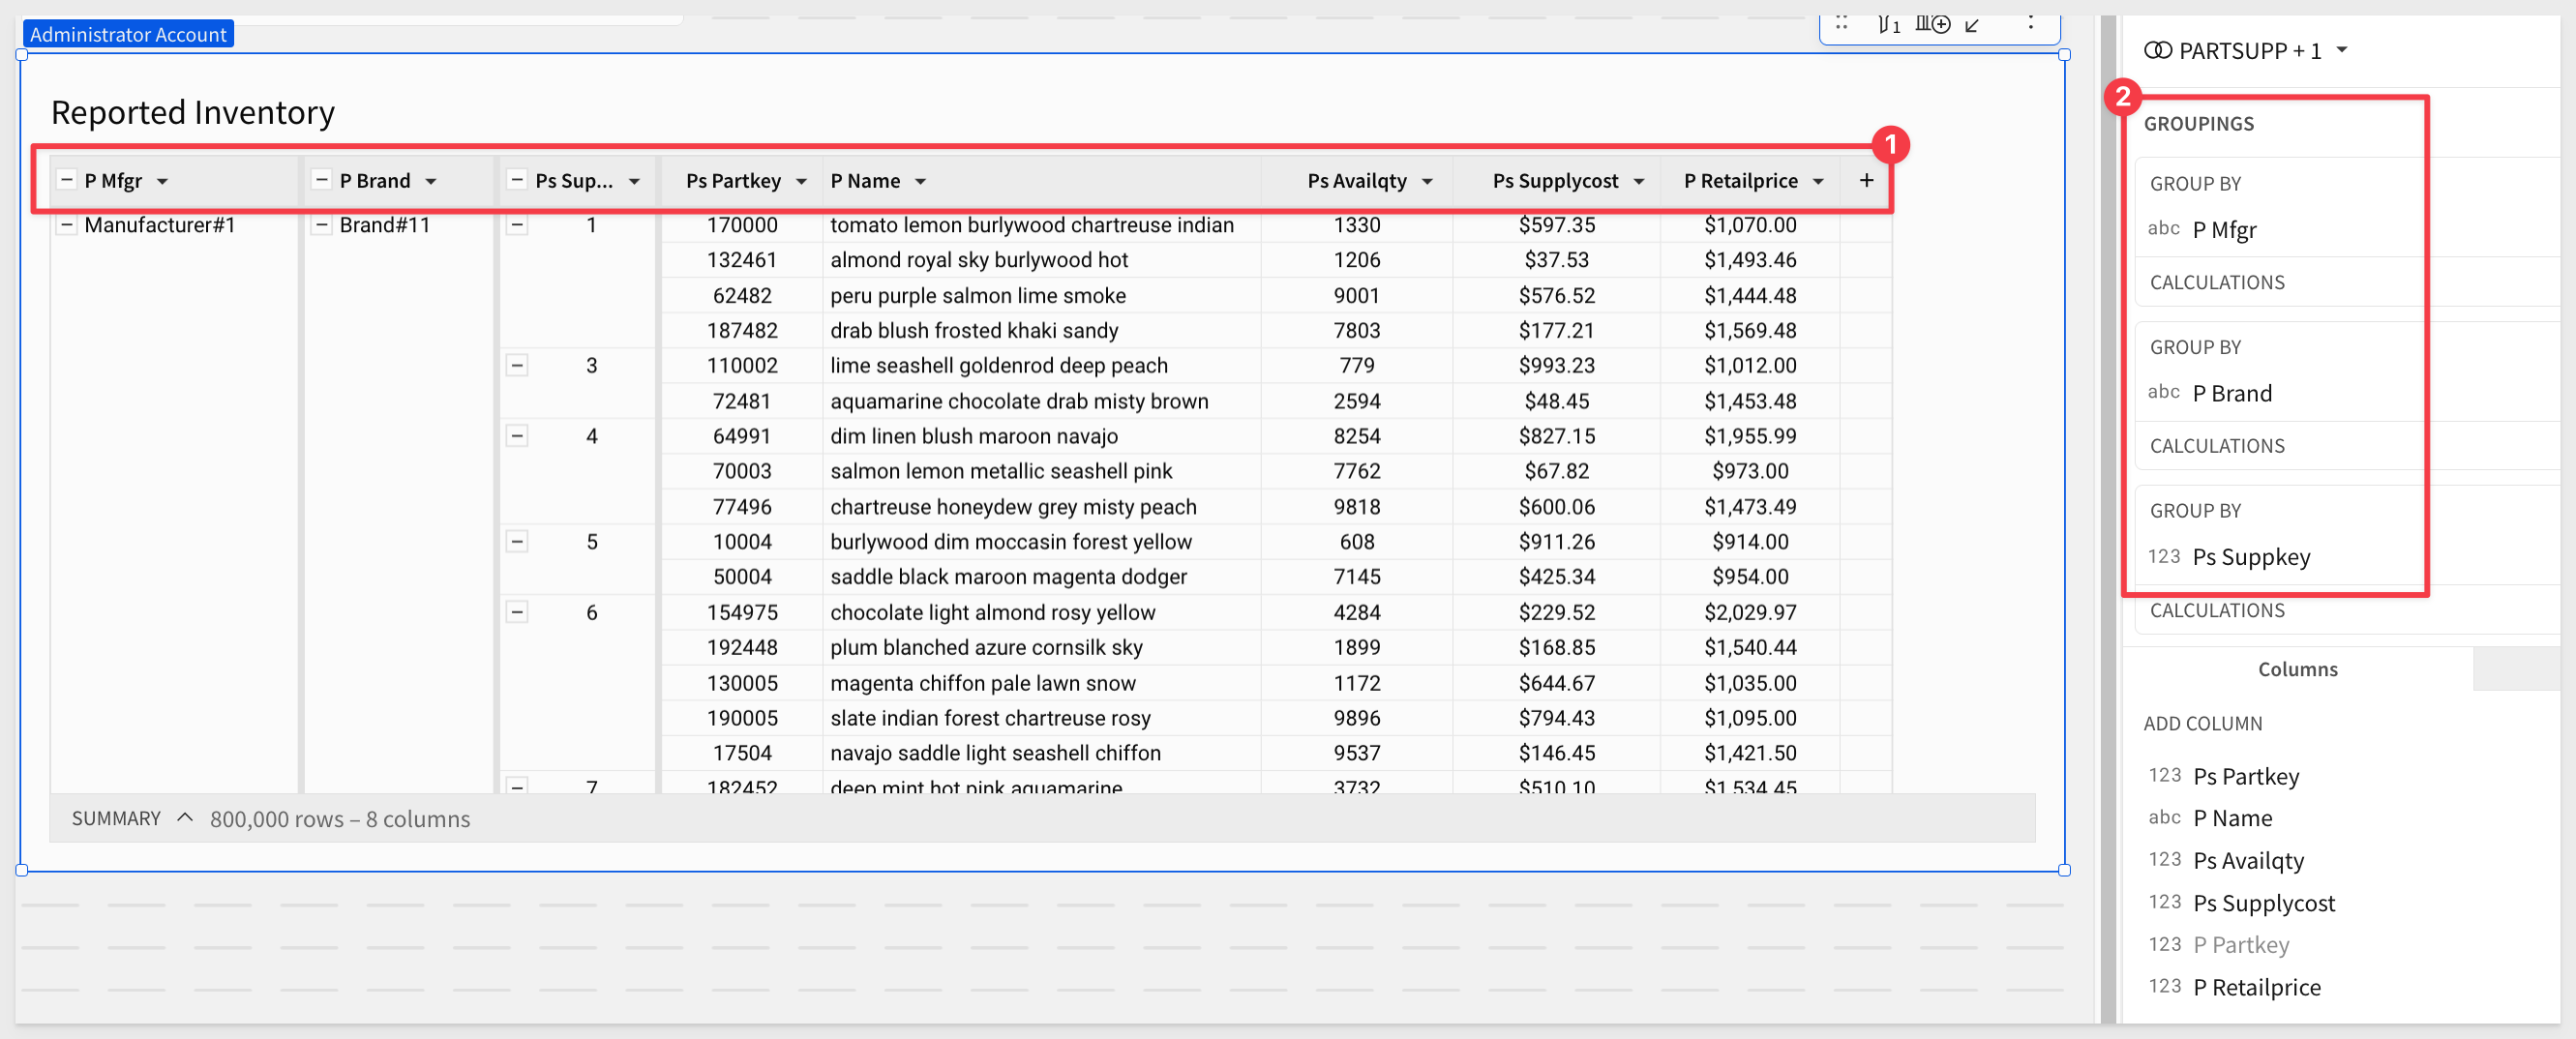 Administrator Account
1
Reported Inventory
1
P Mfgr P Brand Ps Sup... Ps Partkey P Name Ps Availqty Ps Supplycost P Retailprice +
Manufacturer#1 Brand#11 1 170000 tomato lemon burlywood chartreuse indian 1330 $597.35 $1,070.00
132461 almond royal sky burlywood hot 1206 $37.53 $1,493.46
62482 peru purple salmon lime smoke 9001 $576.52 $1,444.48
187482 drab blush frosted khaki sandy 7803 $177.21 $1,569.48
3 110002 lime seashell goldenrod deep peach 779 $993.23 $1,012.00
72481 aquamarine chocolate drab misty brown 2594 $48.45 $1,453.48
4 64991 dim linen blush maroon navajo 8254 $827.15 $1,955.99
70003 salmon lemon metallic seashell pink 7762 $67.82 $973.00
77496 chartreuse honeydew grey misty peach 9818 $600.06 $1,473.49
5 10004 burlywood dim moccasin forest yellow 608 $911.26 $914.00
50004 saddle black maroon magenta dodger 7145 $425.34 $954.00
6 154975 chocolate light almond rosy yellow 4284 $229.52 $2,029.97
192448 plum blanched azure cornsilk sky 1899 $168.85 $1,540.44
130005 magenta chiffon pale lawn snow 1172 $644.67 $1,035.00
190005 slate indian forest chartreuse rosy 9896 $794.43 $1,095.00
17504 navajo saddle light seashell chiffon 9537 $146.45 $1,421.50
7 182452 deep mint hot pink aquamarine 3732 $510.10 $1,534.45
SUMMARY 800,000 rows – 8 columns
PARTSUPP + 1
2
GROUPINGS
GROUP BY
abc P Mfgr
CALCULATIONS
GROUP BY
abc P Brand
CALCULATIONS
GROUP BY
123 Ps Suppkey
CALCULATIONS
Columns
ADD COLUMN
123 Ps Partkey
abc P Name
123 Ps Availqty
123 Ps Supplycost
123 P Partkey
123 P Retailprice